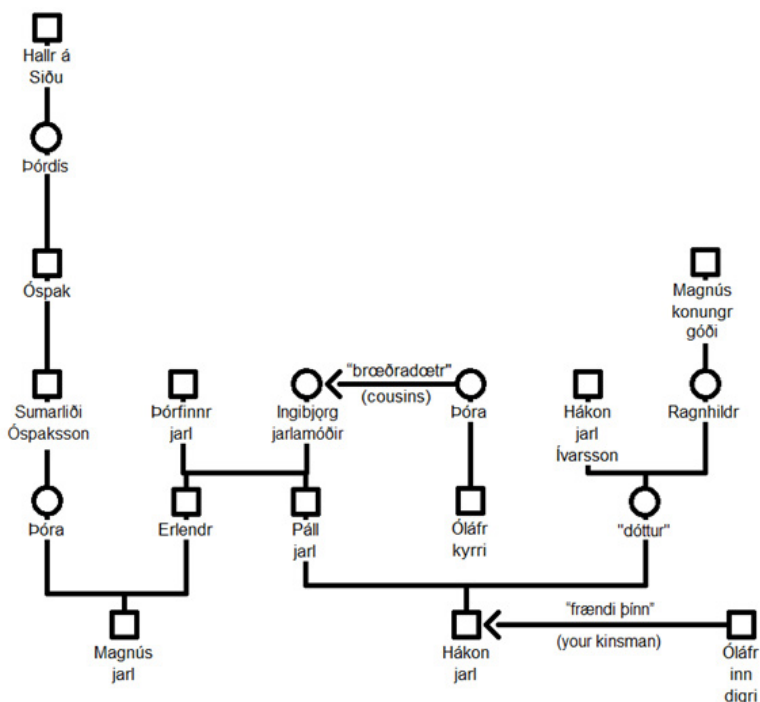 Hallr á
Siðu
Þórdís
Óspak
Magnús
konungr
góði
"brœðradœtr"
(cousins)
Sumarliði
Óspaksson
Þórfinnr
jarl
Ingibjǫrg
jarlamóðir
Þóra
Hákon
jarl
Ívarsson
Ragnhildr
Þóra
Erlendr
Páll
jarl
Óláfr
kyrri
"dóttur"
"frændi þínn"
(your kinsman)
Magnús
jarl
Hákon
jarl
Óláfr
inn
digri